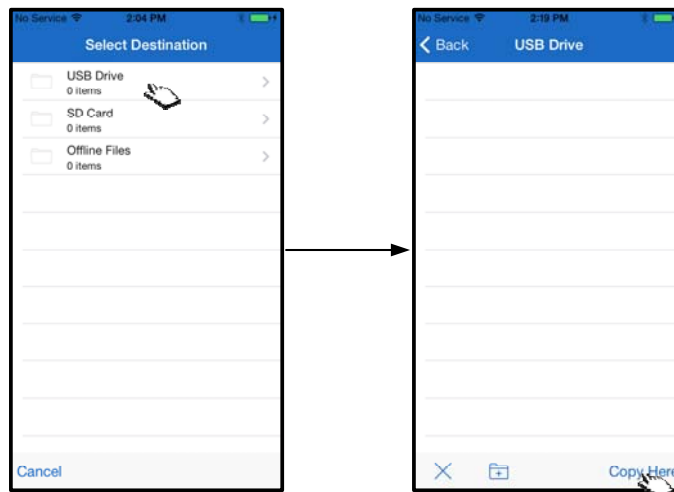 No Service 2:04 PM
Select Destination
USB Drive
0 items
SD Card
0 items
Offline Files
0 items
Cancel
No Service 2:19 PM
Back USB Drive
Copy Here